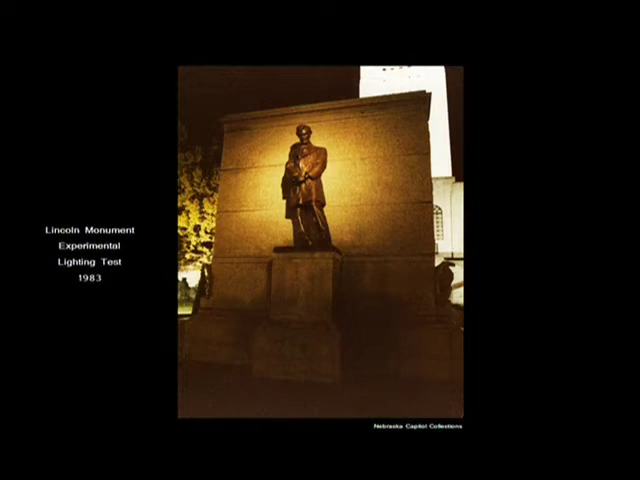 Lincoln Monument
Experimental
Lighting Test
1983
Nebraska Capitol Collections